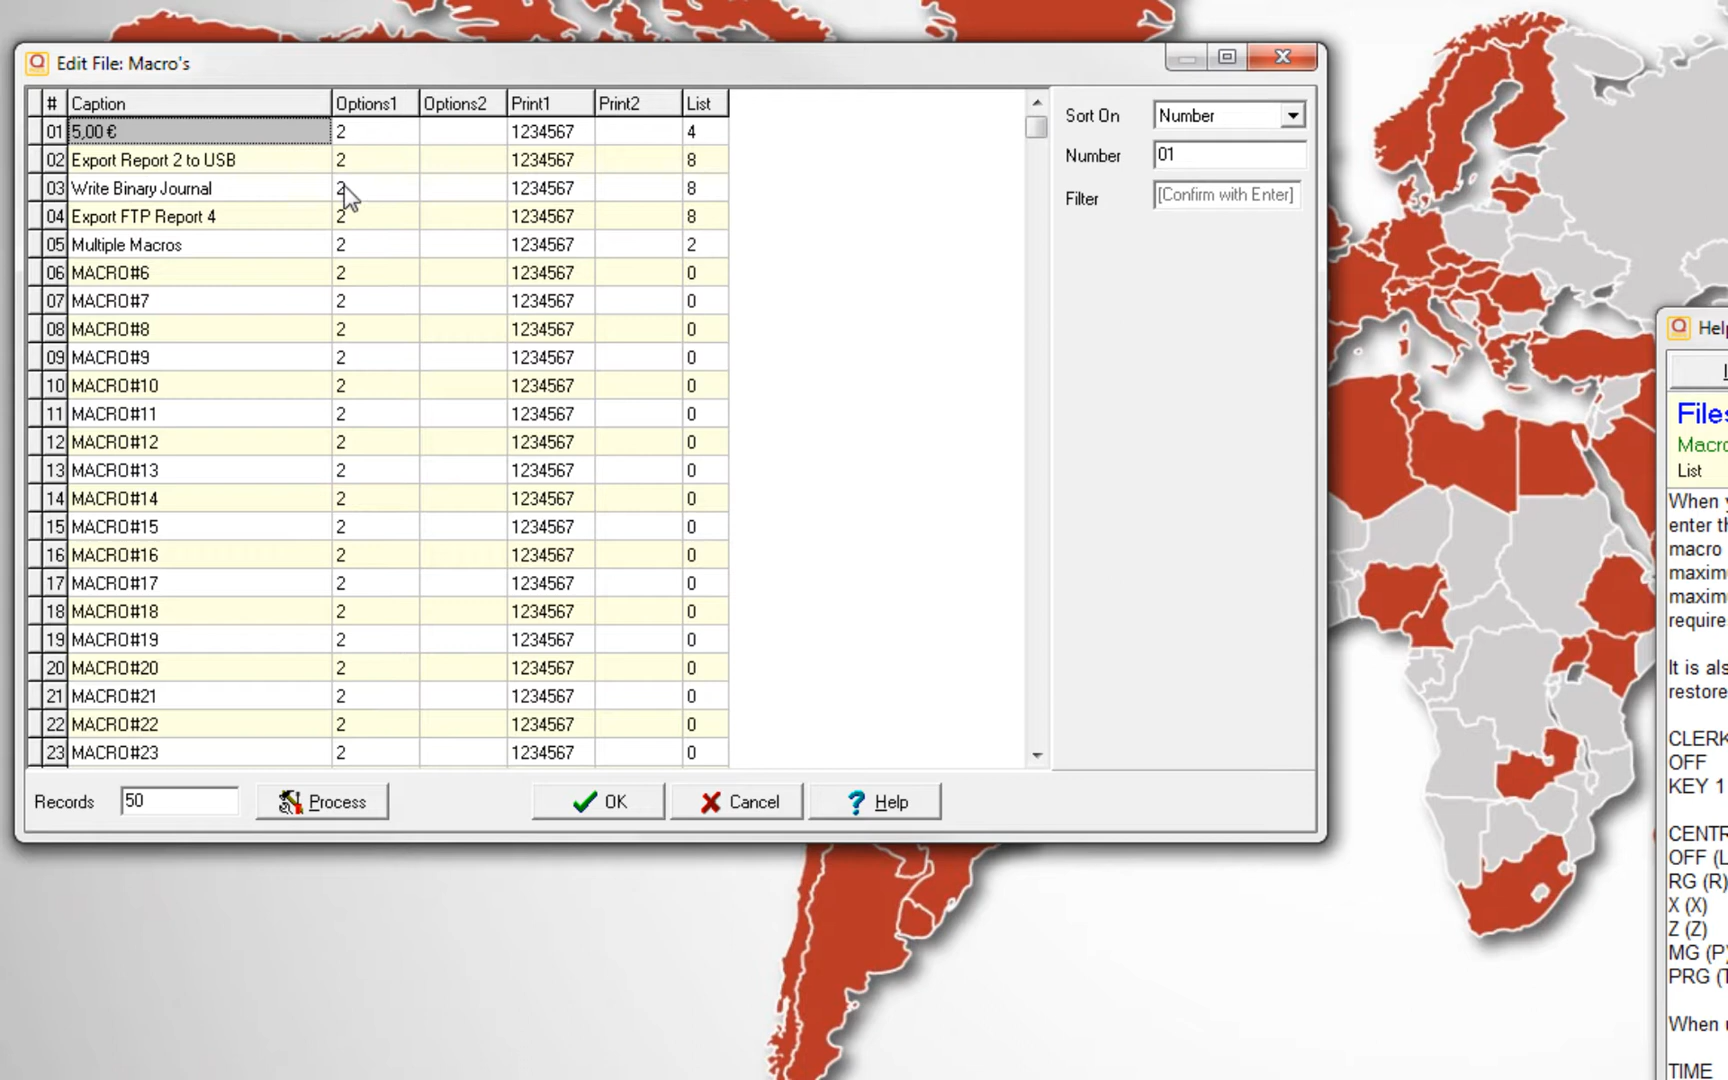 Edit File: Macro's
# Caption Options1 Options2 Print1 Print2 List
01 5,00 € 2 1234567 4
02 Export Report 2 to USB 2 1234567 8
03 Write Binary Journal 2 1234567 8
04 Export FTP Report 4 2 1234567 8
05 Multiple Macros 2 1234567 2
06 MACRO#6 2 1234567 0
07 MACRO#7 2 1234567 0
08 MACRO#8 2 1234567 0
09 MACRO#9 2 1234567 0
10 MACRO#10 2 1234567 0
11 MACRO#11 2 1234567 0
12 MACRO#12 2 1234567 0
13 MACRO#13 2 1234567 0
14 MACRO#14 2 1234567 0
15 MACRO#15 2 1234567 0
16 MACRO#16 2 1234567 0
17 MACRO#17 2 1234567 0
18 MACRO#18 2 1234567 0
19 MACRO#19 2 1234567 0
20 MACRO#20 2 1234567 0
21 MACRO#21 2 1234567 0
22 MACRO#22 2 1234567 0
23 MACRO#23 2 1234567 0
Sort On Number
Number 01
Filter [Confirm with Enter]
Records 50 Process OK Cancel Help
Files
List
When
enter
macro
require
It is
restore
CLERK
OFF
KEY 1
OFF
RG (R)
X (X)
Z (Z)
MG (P)
PRG
When
TIME